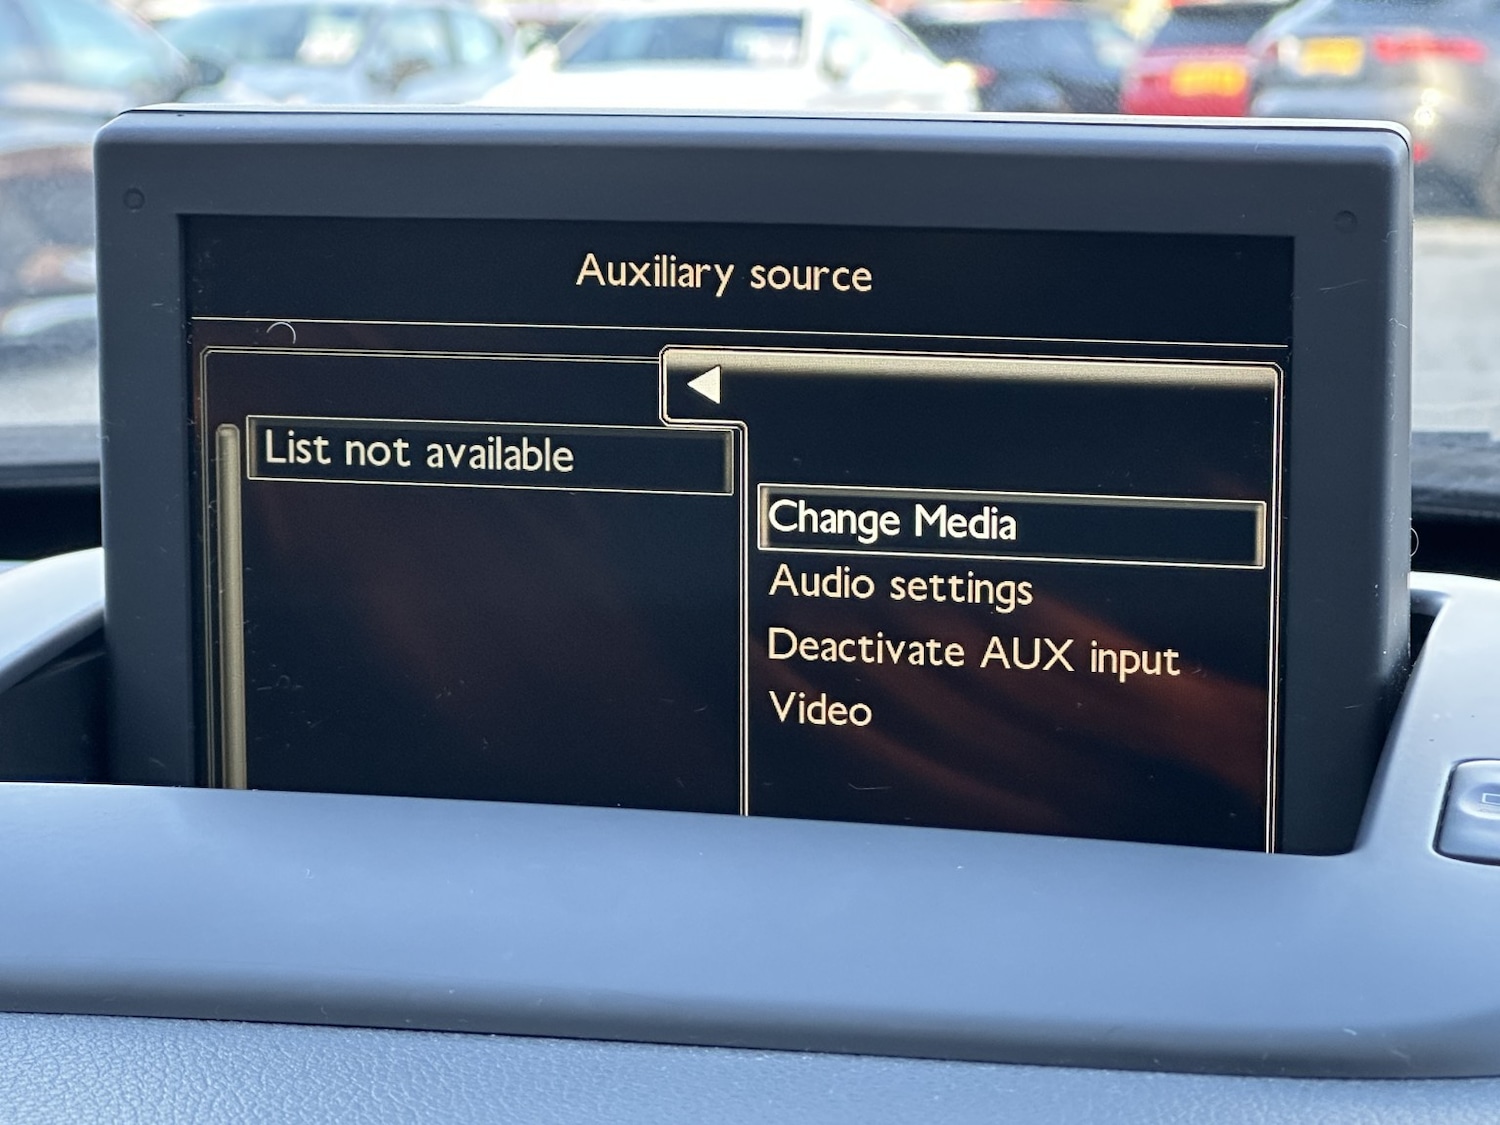 Auxiliary source
List not available
Change Media
Audio settings
Deactivate AUX input
Video